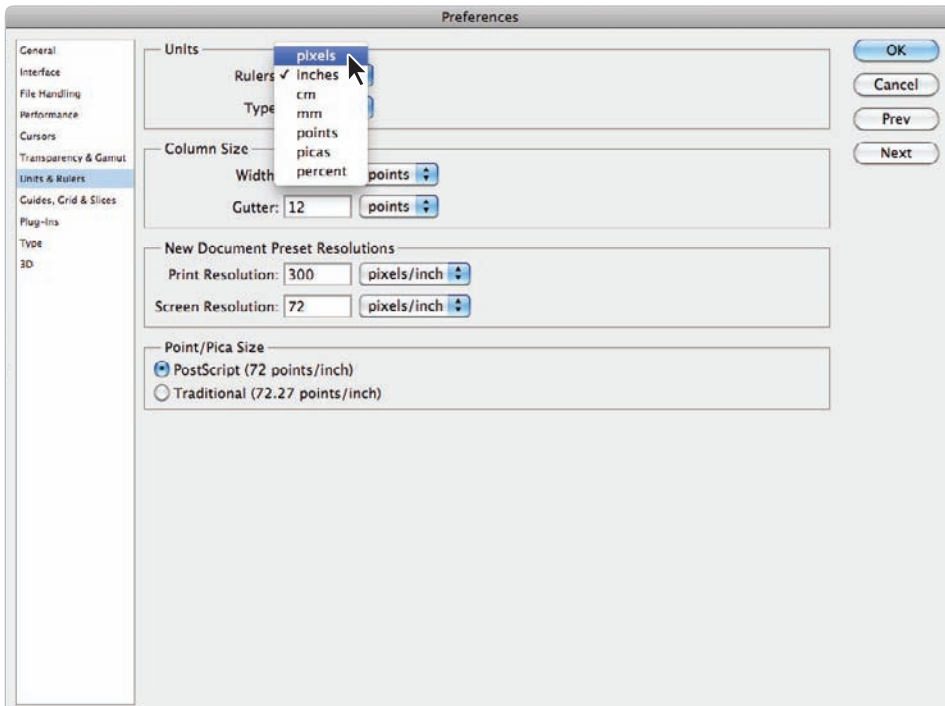 Preferences
General
Interface
File Handling
Performance
Cursors
Transparency & Gamut
Units & Rulers
Guides, Grid & Slices
Plug-Ins
Type
3D
Units
Rulers
pixels
✓ inches
cm
mm
points
picas
percent
Type
Column Size
Width points
Gutter: 12 points
New Document Preset Resolutions
Print Resolution: 300 pixels/inch
Screen Resolution: 72 pixels/inch
Point/Pica Size
PostScript (72 points/inch)
Traditional (72.27 points/inch)
OK
Cancel
Prev
Next